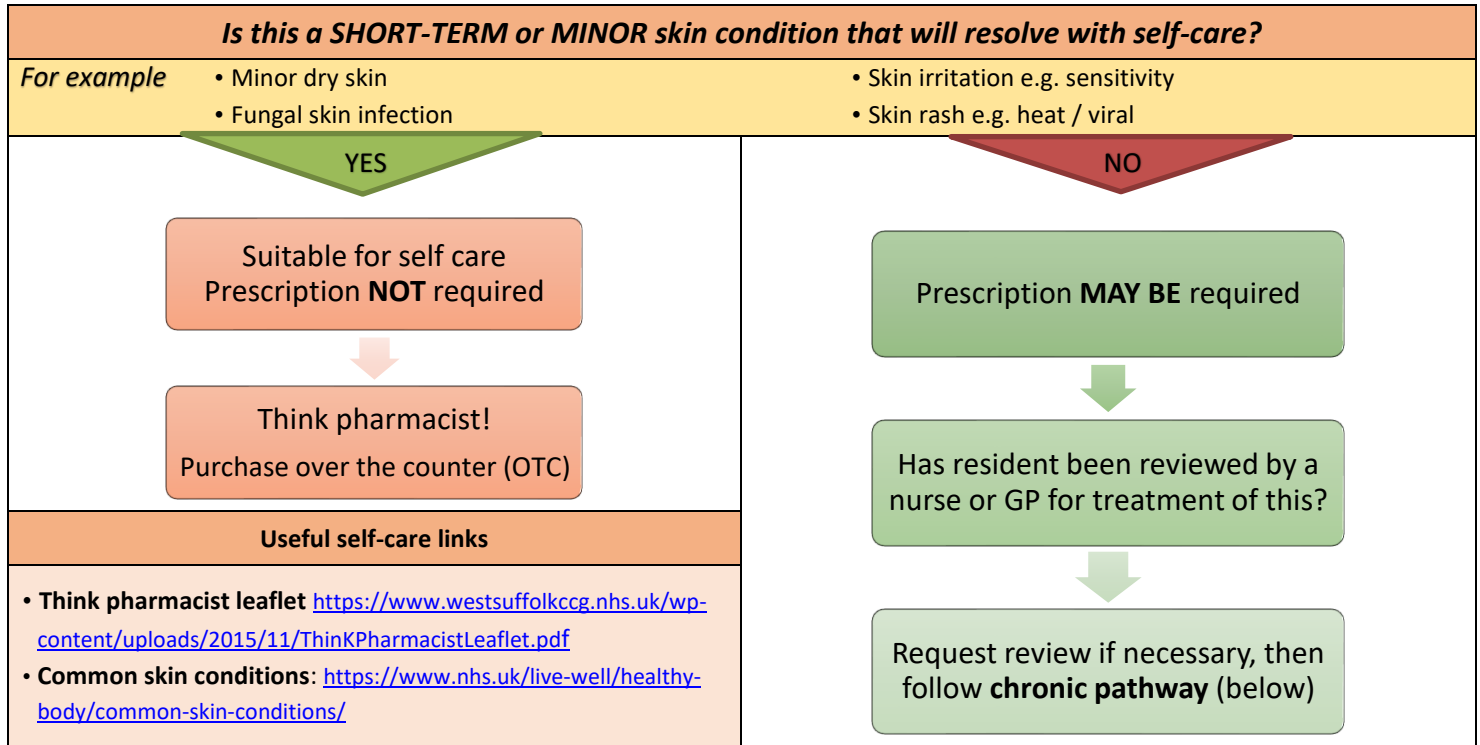 Is this a SHORT-TERM or MINOR skin condition that will resolve with self-care?
For example
• Minor dry skin
• Fungal skin infection
• Skin irritation e.g. sensitivity
• Skin rash e.g. heat / viral
YES
Suitable for self care
Prescription NOT required
Think pharmacist!
Purchase over the counter (OTC)
Useful self-care links
• Think pharmacist leaflet https://www.westsuffolkccg.nhs.uk/wp-
content/uploads/2015/11/ThinKPharmacistLeaflet.pdf
• Common skin conditions: https://www.nhs.uk/live-well/healthy-
body/common-skin-conditions/
NO
Prescription MAY BE required
Has resident been reviewed by a
nurse or GP for treatment of this?
Request review if necessary, then
follow chronic pathway (below)